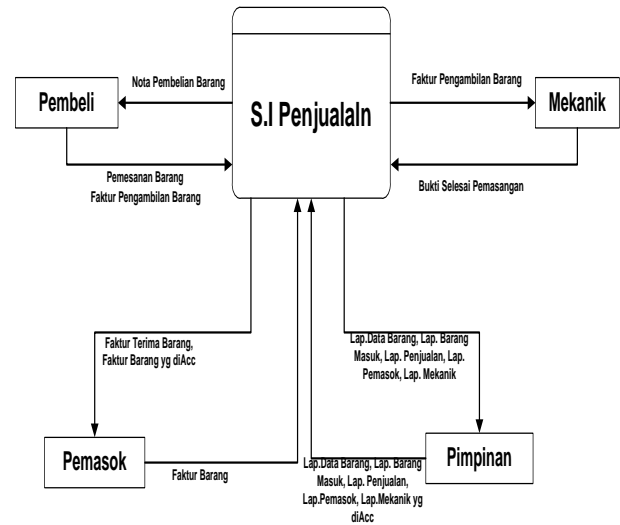 Nota Pembelian Barang
Faktur Pengambilan Barang
Pembeli
S.I Penjualaln
Mekanik
Pemesanan Barang
Faktur Pengambilan Barang
Bukti Selesai Pemasangan
Faktur Terima Barang,
Faktur Barang yg diAcc
Lap.Data Barang, Lap. Barang
Masuk, Lap. Penjualan, Lap.
Pemasok, Lap. Mekanik
Pemasok
Faktur Barang
Lap.Data Barang, Lap. Barang
Masuk, Lap. Penjualan,
Lap.Pemasok, Lap.Mekanik yg
diAcc
Pimpinan